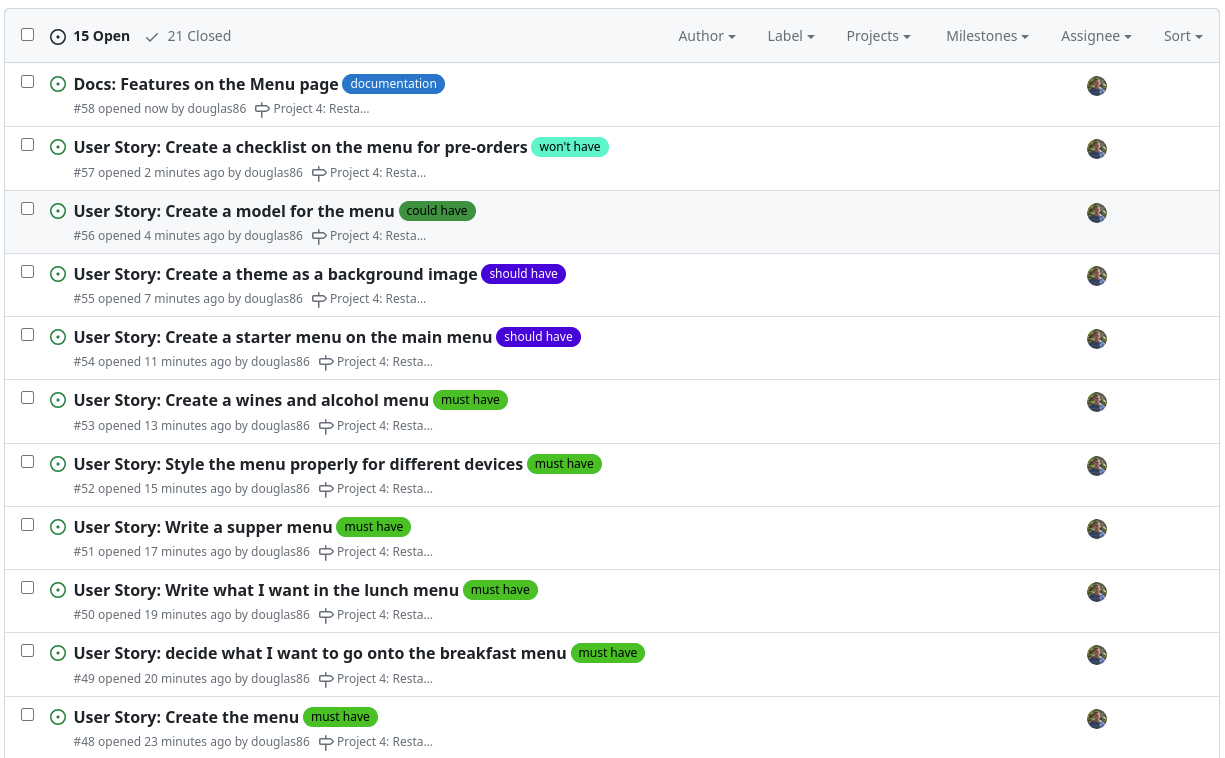 15 Open 21 Closed Author Label Projects Milestones Assignee Sort
Docs: Features on the Menu page documentation
#58 opened now by douglas86 Project 4: Resta...
User Story: Create a checklist on the menu for pre-orders won't have
#57 opened 2 minutes ago by douglas86 Project 4: Resta...
User Story: Create a model for the menu could have
#56 opened 4 minutes ago by douglas86 Project 4: Resta...
User Story: Create a theme as a background image should have
#55 opened 7 minutes ago by douglas86 Project 4: Resta...
User Story: Create a starter menu on the main menu should have
#54 opened 11 minutes ago by douglas86 Project 4: Resta...
User Story: Create a wines and alcohol menu must have
#53 opened 13 minutes ago by douglas86 Project 4: Resta...
User Story: Style the menu properly for different devices must have
#52 opened 15 minutes ago by douglas86 Project 4: Resta...
User Story: Write a supper menu must have
#51 opened 17 minutes ago by douglas86 Project 4: Resta...
User Story: Write what I want in the lunch menu must have
#50 opened 19 minutes ago by douglas86 Project 4: Resta...
User Story: decide what I want to go onto the breakfast menu must have
#49 opened 20 minutes ago by douglas86 Project 4: Resta...
User Story: Create the menu must have
#48 opened 23 minutes ago by douglas86 Project 4: Resta...